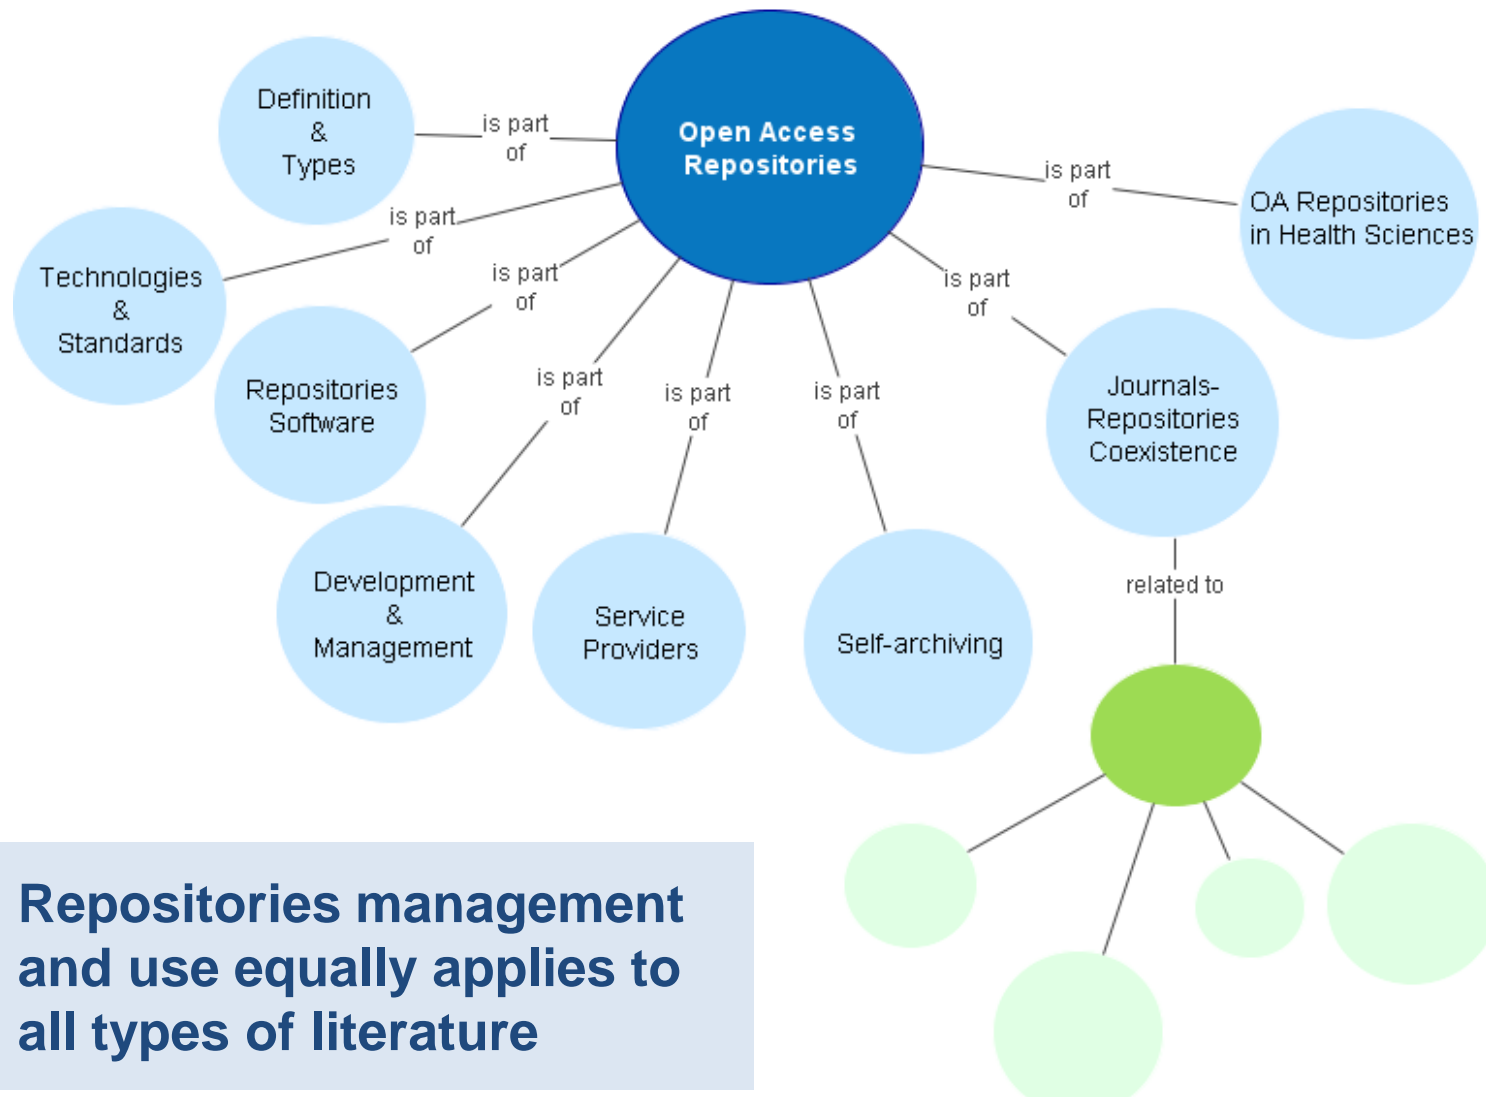 Open Access
Repositories
Definition
&
Types
is part
of
Technologies
&
Standards
is part
of
Repositories
Software
is part
of
Development
&
Management
is part
of
Service
Providers
is part
of
Self-archiving
is part
of
Journals-
Repositories
Coexistence
is part
of
OA Repositories
in Health Sciences
is part
of
related to
Repositories management
and use equally applies to
all types of literature